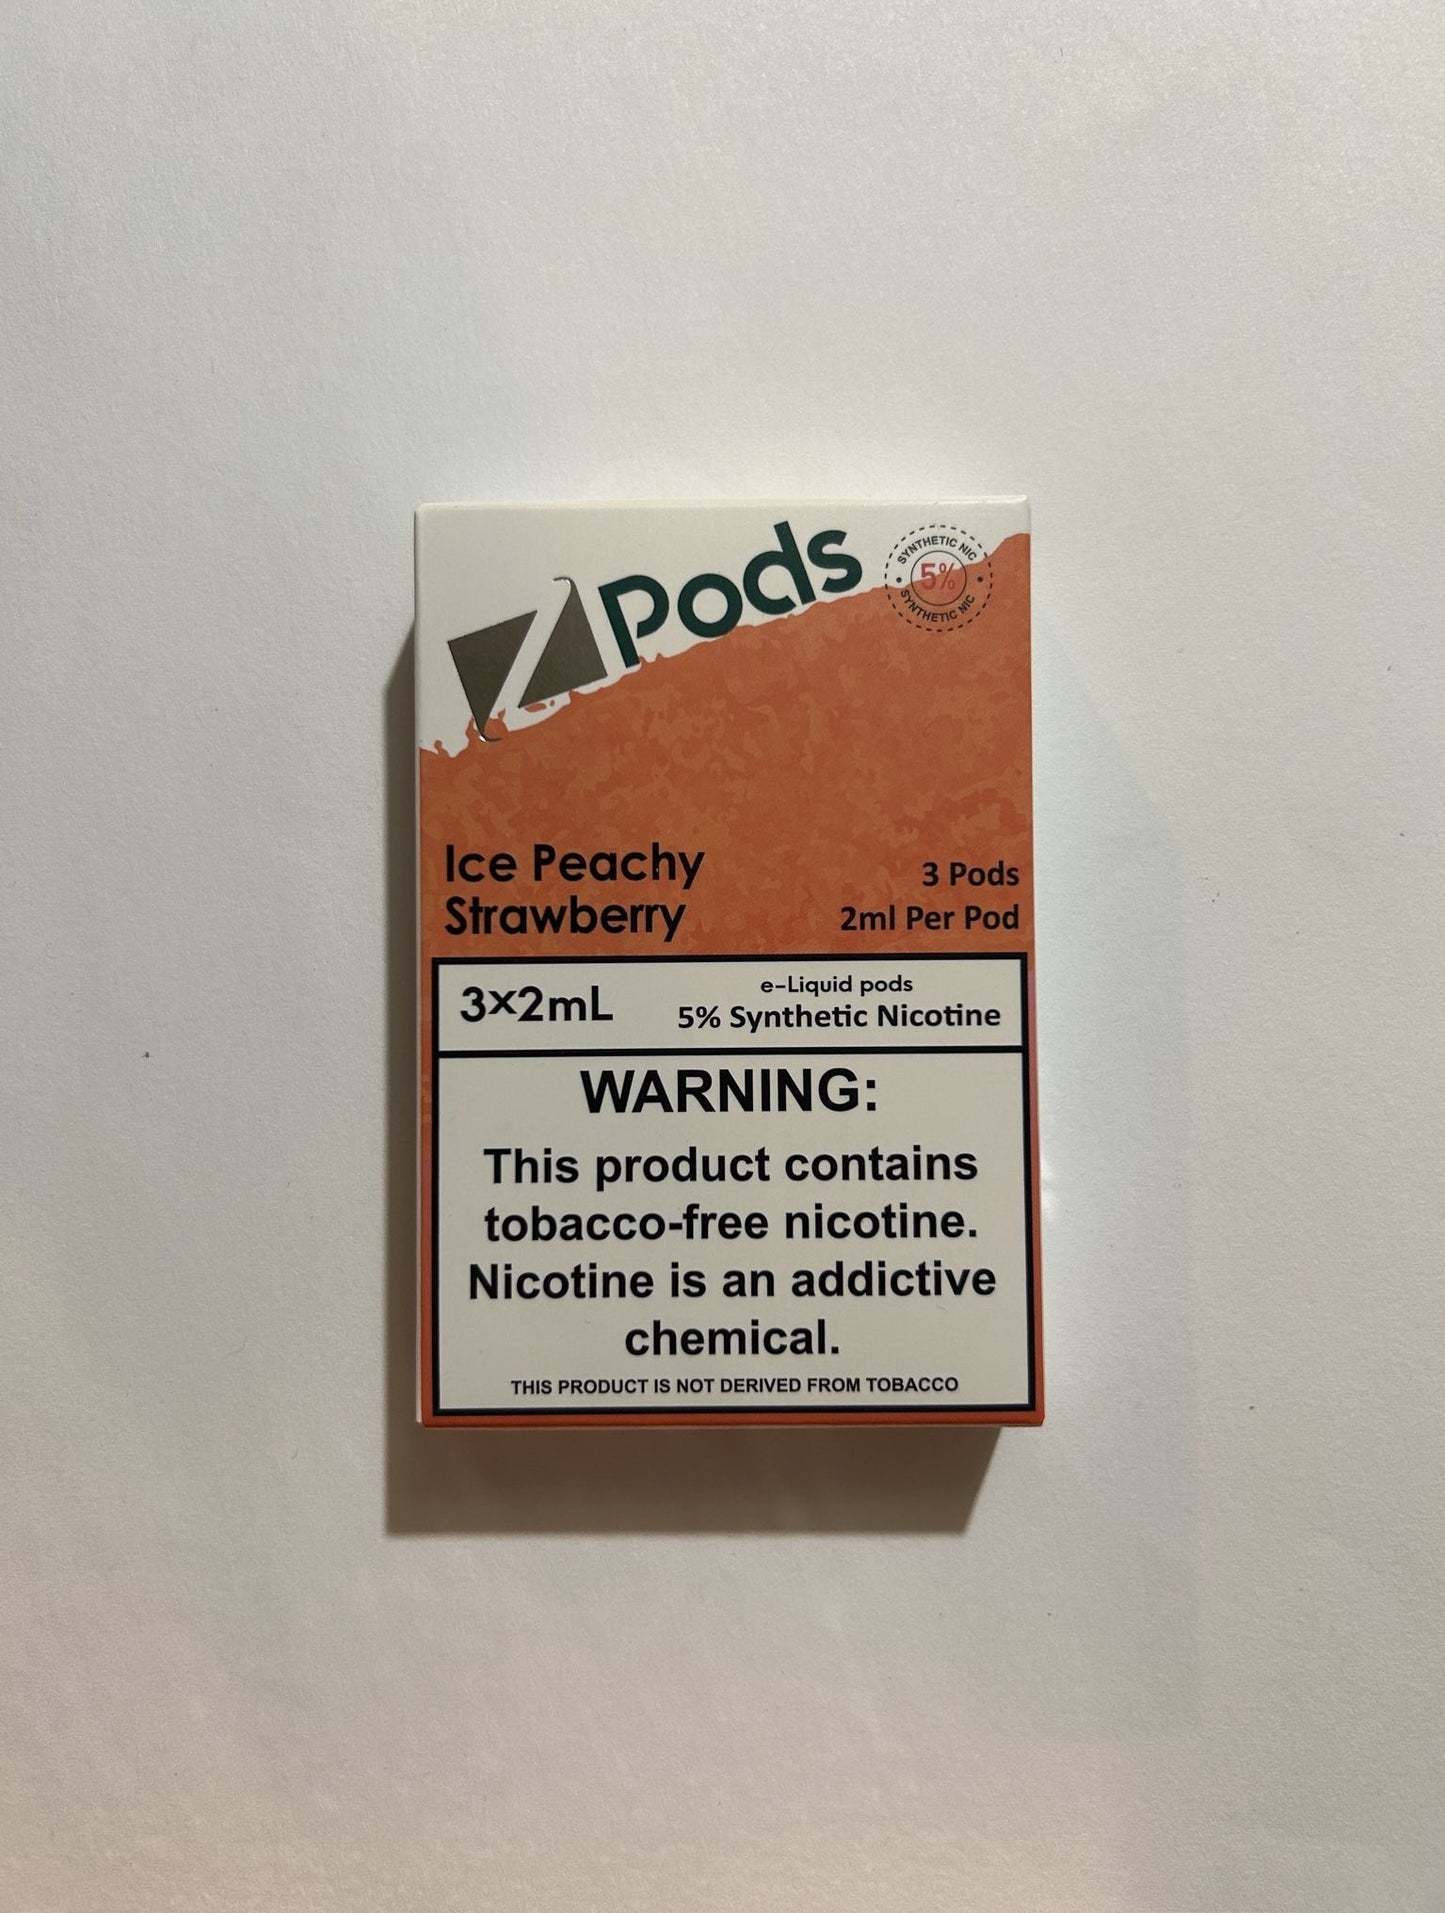 Z Pods
SYNTHETIC NIC
5%
SYNTHETIC NIC
Ice Peachy
Strawberry
3 Pods
2ml Per Pod
3×2mL
e-Liquid pods
5% Synthetic Nicotine
WARNING:
This product contains
tobacco-free nicotine.
Nicotine is an addictive
chemical.
THIS PRODUCT IS NOT DERIVED FROM TOBACCO